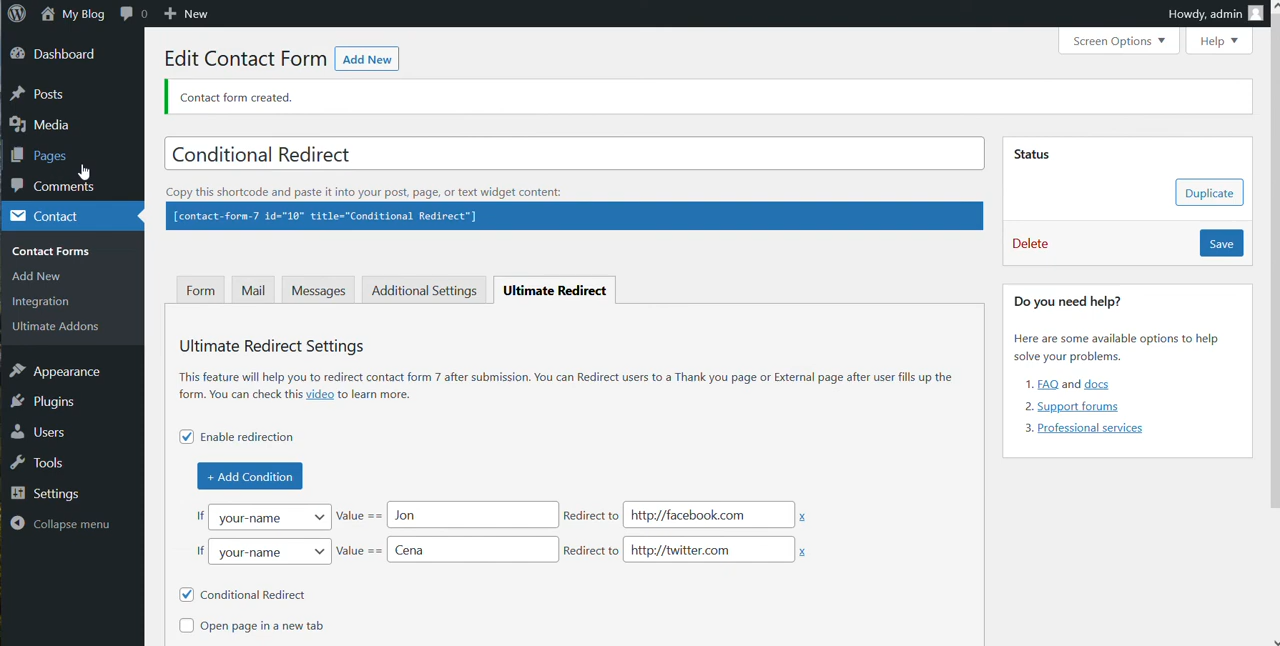 My Blog 0 + New Howdy, admin
Dashboard
Posts
Media
Pages
Comments
Contact
Contact Forms
Add New
Integration
Ultimate Addons
Appearance
Plugins
Users
Tools
Settings
Collapse menu
Screen Options ▼ Help ▼
Edit Contact Form Add New
Contact form created.
Conditional Redirect
Copy this shortcode and paste it into your post, page, or text widget content:
[contact-form-7 id="10" title="Conditional Redirect"]
Form Mail Messages Additional Settings Ultimate Redirect
Ultimate Redirect Settings
This feature will help you to redirect contact form 7 after submission. You can Redirect users to a Thank you page or External page after user fills up the
form. You can check this video to learn more.
Enable redirection
+ Add Condition
If your-name Value == Jon Redirect to http://facebook.com x
If your-name Value == Cena Redirect to http://twitter.com x
Conditional Redirect
Open page in a new tab
Status
Duplicate
Delete Save
Do you need help?
Here are some available options to help
solve your problems.
1. FAQ and docs
2. Support forums
3. Professional services